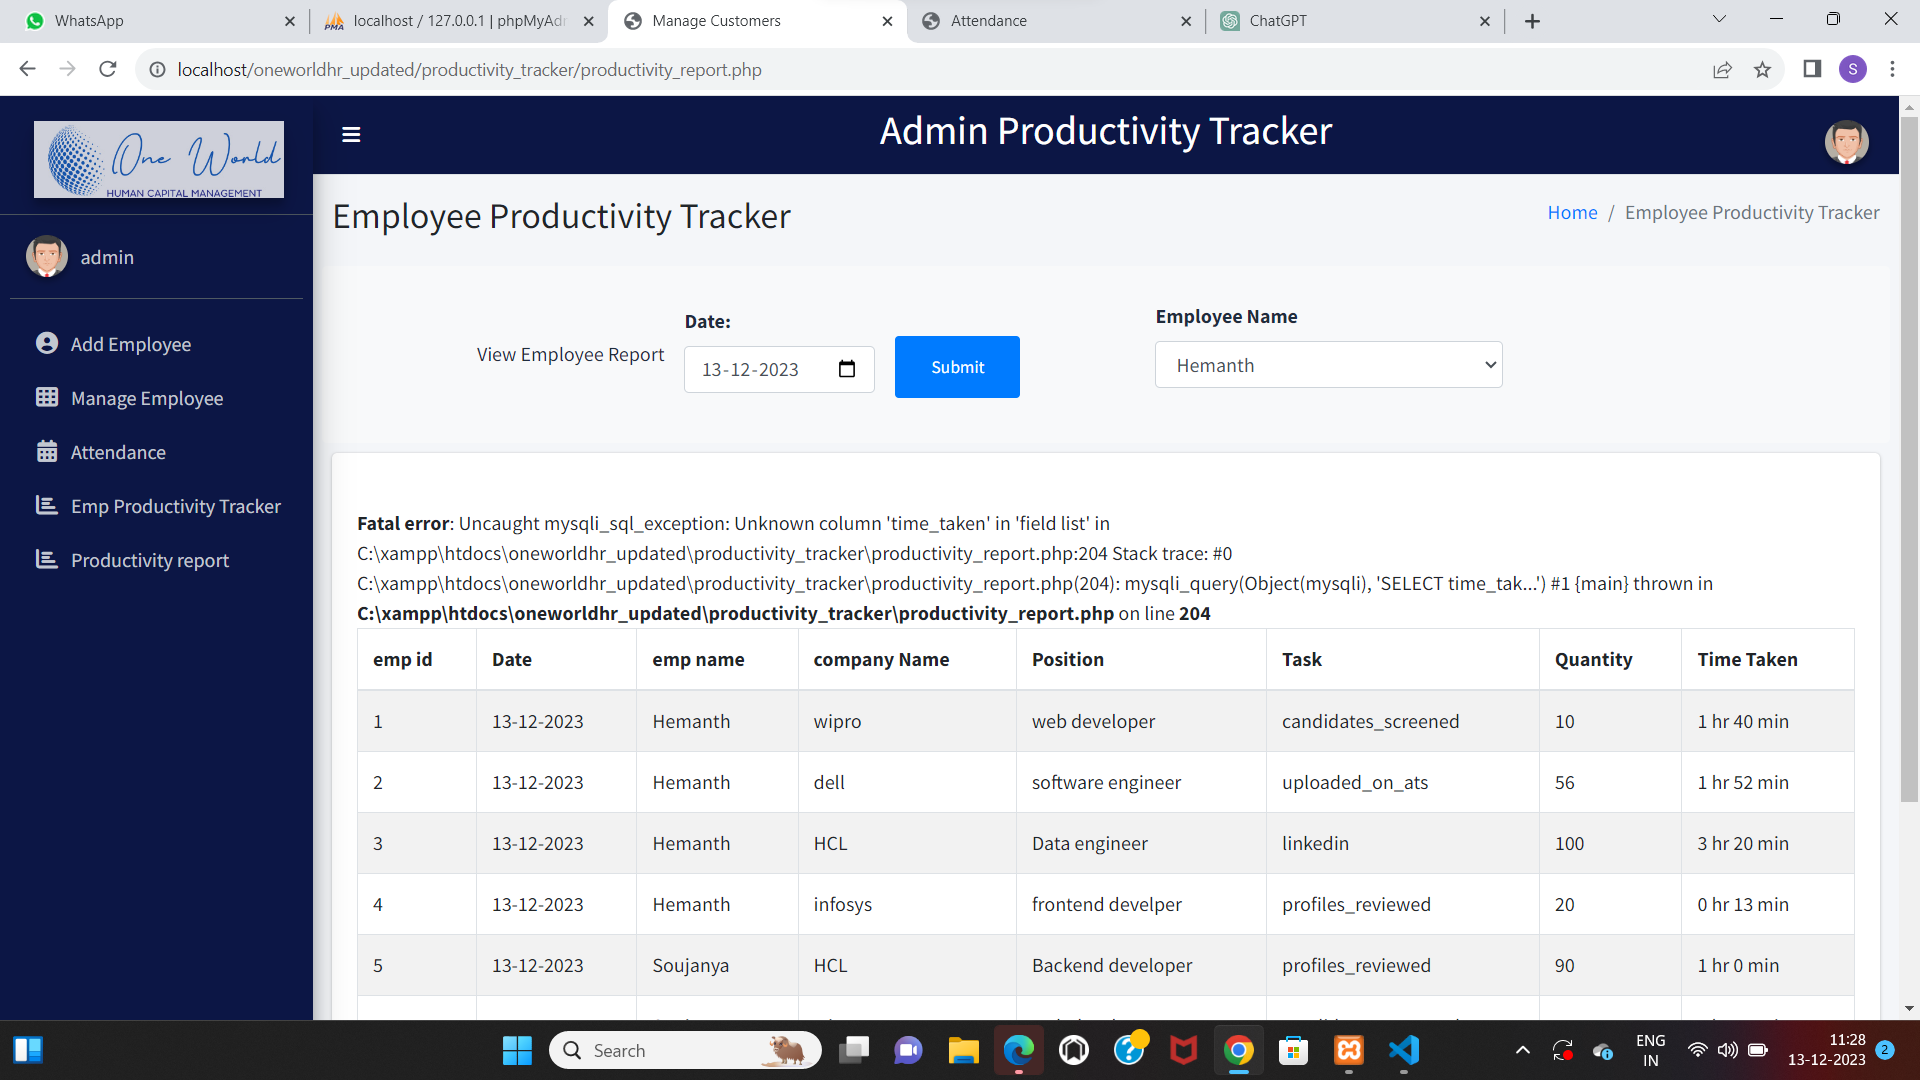 WhatsApp
localhost / 127.0.0.1 | phpMyAdm
Manage Customers
Attendance
ChatGPT
localhost/oneworldhr_updated/productivity_tracker/productivity_report.php
S
One World
HUMAN CAPITAL MANAGEMENT
Admin Productivity Tracker
admin
Add Employee
Manage Employee
Attendance
Emp Productivity Tracker
Productivity report
Employee Productivity Tracker
Home / Employee Productivity Tracker
View Employee Report
Date:
13-12-2023
Submit
Employee Name
Hemanth
Fatal error: Uncaught mysqli_sql_exception: Unknown column 'time_taken' in 'field list' in
C:\xampp\htdocs\oneworldhr_updated\productivity_tracker\productivity_report.php:204 Stack trace: #0
C:\xampp\htdocs\oneworldhr_updated\productivity_tracker\productivity_report.php(204): mysqli_query(Object(mysqli), 'SELECT time_tak...') #1 {main} thrown in
C:\xampp\htdocs\oneworldhr_updated\productivity_tracker\productivity_report.php on line 204
emp id Date emp name company Name Position Task Quantity Time Taken
1 13-12-2023 Hemanth wipro web developer candidates_screened 10 1 hr 40 min
2 13-12-2023 Hemanth dell software engineer uploaded_on_ats 56 1 hr 52 min
3 13-12-2023 Hemanth HCL Data engineer linkedin 100 3 hr 20 min
4 13-12-2023 Hemanth infosys frontend develper profiles_reviewed 20 0 hr 13 min
5 13-12-2023 Soujanya HCL Backend developer profiles_reviewed 90 1 hr 0 min
Search
ENG
IN
11:28
13-12-2023
2